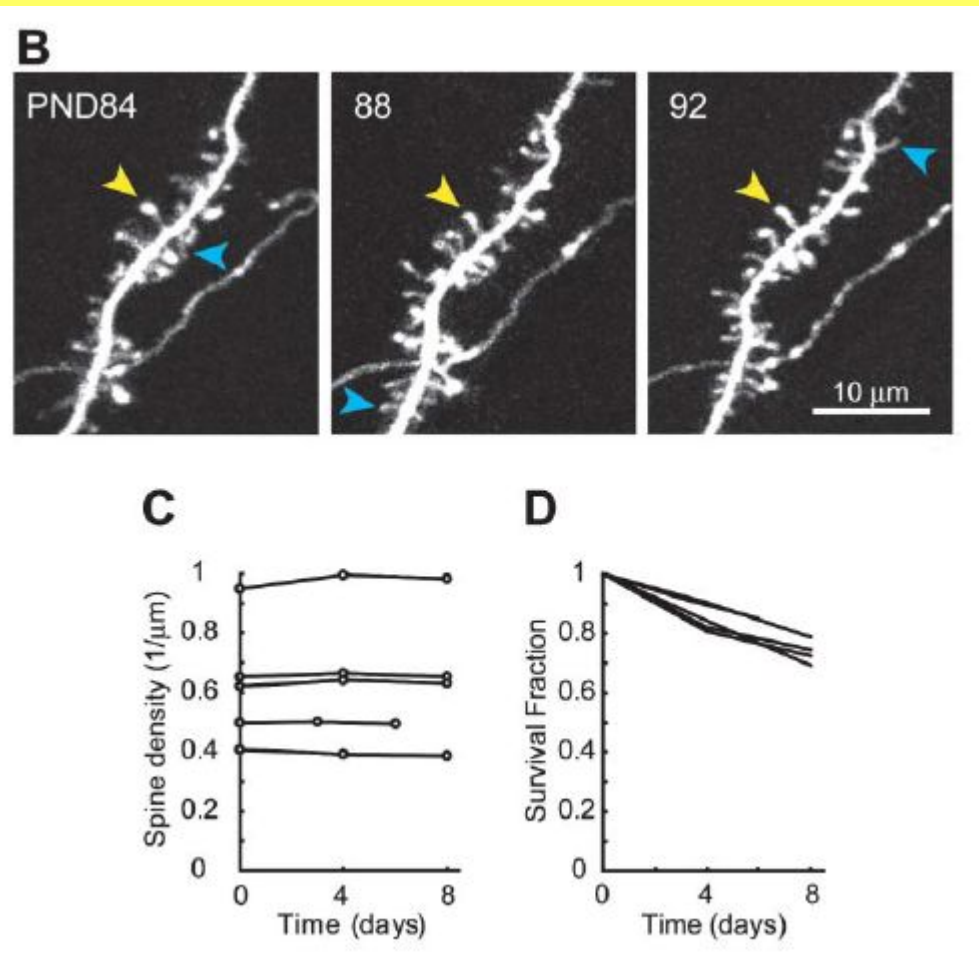 B
PND84
88
92
10 µm
C
D
Spine density (1/µm)
1
0.8
0.6
0.4
0.2
0
0
4
8
Time (days)
Survival Fraction
1
0.8
0.6
0.4
0.2
0
0
4
8
Time (days)